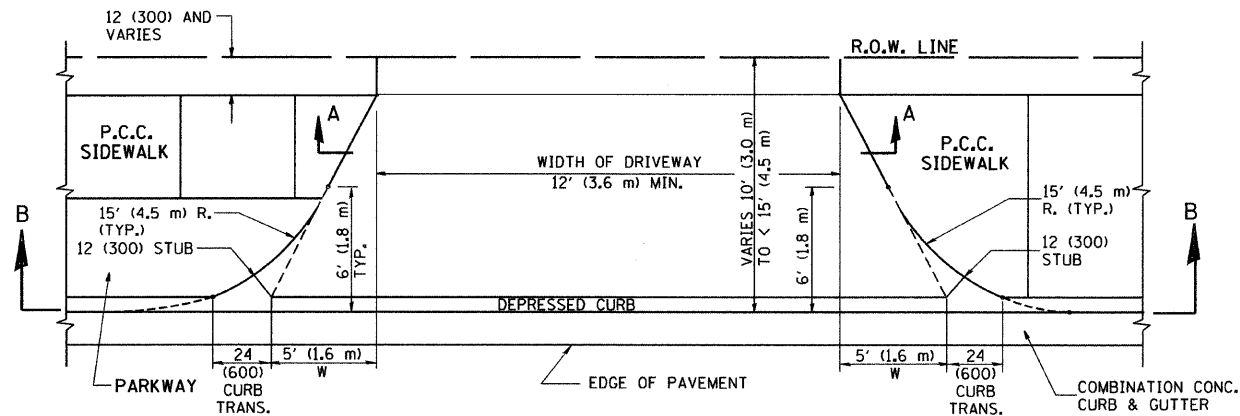 12 (300) AND
VARIES
R.O.W. LINE
A
A
P.C.C.
SIDEWALK
P.C.C.
SIDEWALK
WIDTH OF DRIVEWAY
12' (3.6 m) MIN.
VARIES 10' (3.0 m)
TO < 15' (4.5 m)
B
15' (4.5 m) R.
(TYP.)
12 (300) STUB
6' (1.8 m)
TYP.
6' (1.8 m)
15' (4.5 m)
R. (TYP.)
12 (300)
STUB
B
DEPRESSED CURB
24
(600)
CURB
TRANS.
5' (1.6 m)
W
5' (1.6 m)
W
24
(600)
CURB
TRANS.
PARKWAY
EDGE OF PAVEMENT
COMBINATION CONC.
CURB & GUTTER